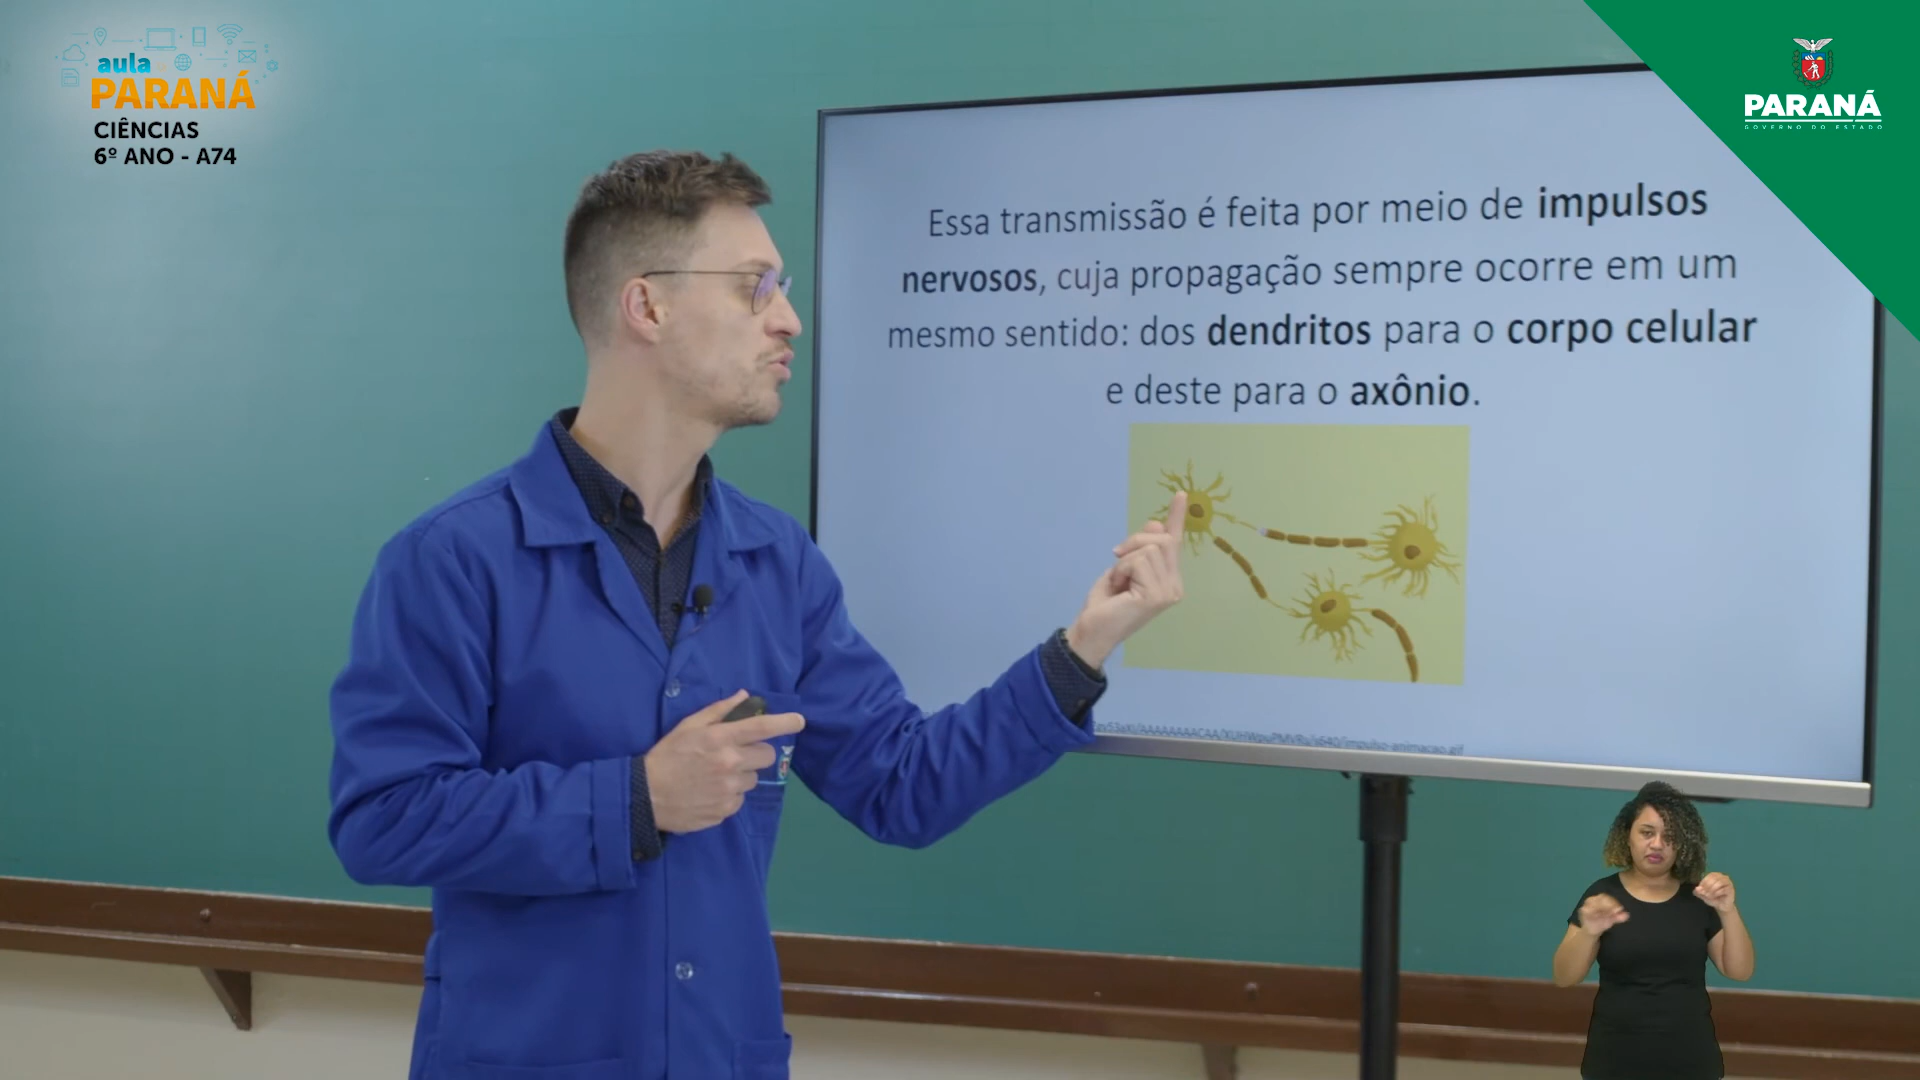 aula
PARANÁ
CIÊNCIAS
6º ANO - A74
PARANÁ
GOVERNO DO ESTADO
Essa transmissão é feita por meio de impulsos
nervosos, cuja propagação sempre ocorre em um
mesmo sentido: dos dendritos para o corpo celular
e deste para o axônio.